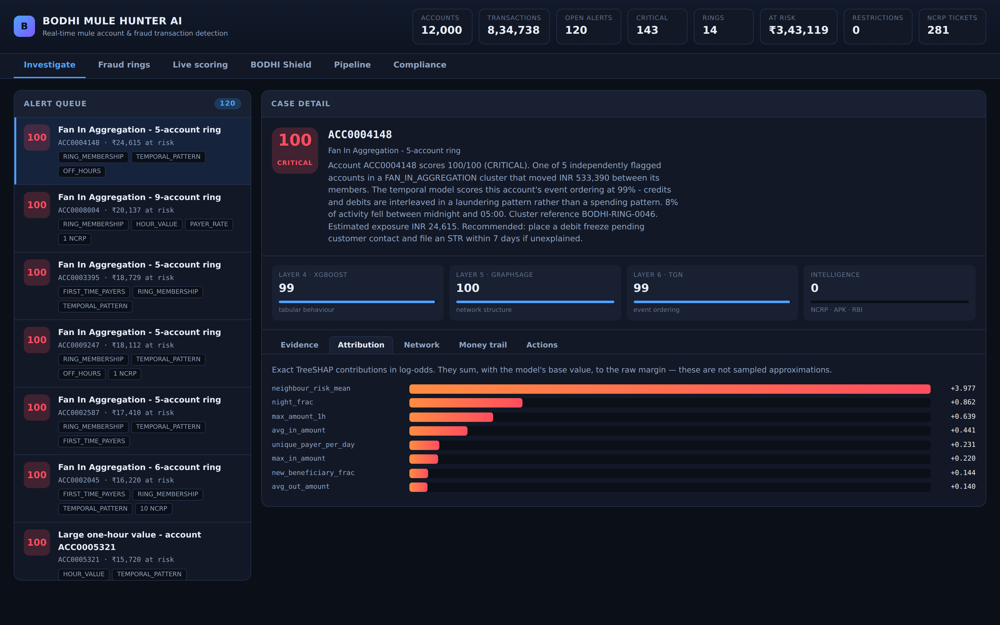 B
BODHI MULE HUNTER AI
Real-time mule account & fraud transaction detection
ACCOUNTS
12,000
TRANSACTIONS
8,34,738
OPEN ALERTS
120
CRITICAL
143
RINGS
14
AT RISK
₹3,43,119
RESTRICTIONS
0
NCRP TICKETS
281
Investigate
Fraud rings
Live scoring
BODHI Shield
Pipeline
Compliance
ALERT QUEUE
120
100
Fan In Aggregation - 5-account ring
ACC0004148 · ₹24,615 at risk
RING_MEMBERSHIP TEMPORAL_PATTERN
OFF_HOURS
100
Fan In Aggregation - 9-account ring
ACC0008004 · ₹20,137 at risk
RING_MEMBERSHIP HOUR_VALUE PAYER_RATE
1 NCRP
100
Fan In Aggregation - 5-account ring
ACC0003395 · ₹18,729 at risk
FIRST_TIME_PAYERS RING_MEMBERSHIP
TEMPORAL_PATTERN
100
Fan In Aggregation - 5-account ring
ACC0009247 · ₹18,112 at risk
RING_MEMBERSHIP TEMPORAL_PATTERN
OFF_HOURS 1 NCRP
100
Fan In Aggregation - 5-account ring
ACC0002587 · ₹17,410 at risk
RING_MEMBERSHIP TEMPORAL_PATTERN
FIRST_TIME_PAYERS
100
Fan In Aggregation - 6-account ring
ACC0002045 · ₹16,220 at risk
FIRST_TIME_PAYERS RING_MEMBERSHIP
TEMPORAL_PATTERN 10 NCRP
100
Large one-hour value - account
ACC0005321
ACC0005321 · ₹15,720 at risk
HOUR_VALUE TEMPORAL_PATTERN
CASE DETAIL
100
CRITICAL
ACC0004148
Fan In Aggregation - 5-account ring
Account ACC0004148 scores 100/100 (CRITICAL). One of 5 independently flagged
accounts in a FAN_IN_AGGREGATION cluster that moved INR 533,390 between its
members. The temporal model scores this account's event ordering at 99% - credits
and debits are interleaved in a laundering pattern rather than a spending pattern. 8%
of activity fell between midnight and 05:00. Cluster reference BODHI-RING-0046.
Estimated exposure INR 24,615. Recommended: place a debit freeze pending
customer contact and file an STR within 7 days if unexplained.
LAYER 4 · XGBOOST
99
tabular behaviour
LAYER 5 · GRAPHSAGE
100
network structure
LAYER 6 · TGN
99
event ordering
INTELLIGENCE
0
NCRP · APK · RBI
Evidence
Attribution
Network
Money trail
Actions
Exact TreeSHAP contributions in log-odds. They sum, with the model's base value, to the raw margin — these are not sampled approximations.
neighbour_risk_mean +3.977
night_frac +0.862
max_amount_1h +0.639
avg_in_amount +0.441
unique_payer_per_day +0.231
max_in_amount +0.220
new_beneficiary_frac +0.144
avg_out_amount +0.140